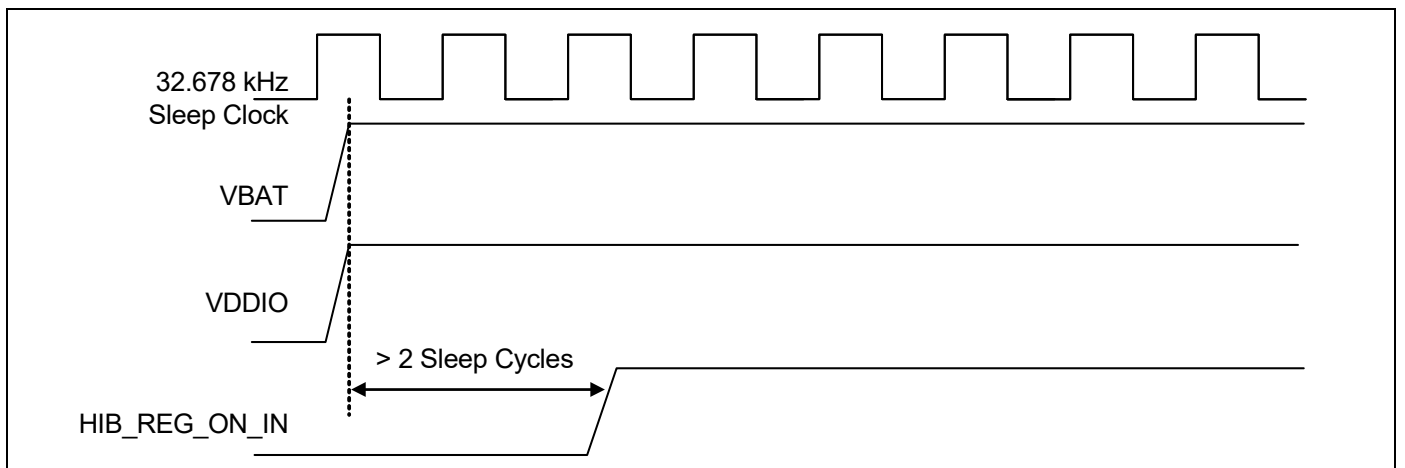 32.678 kHz
Sleep Clock
VBAT
VDDIO
> 2 Sleep Cycles
HIB_REG_ON_IN